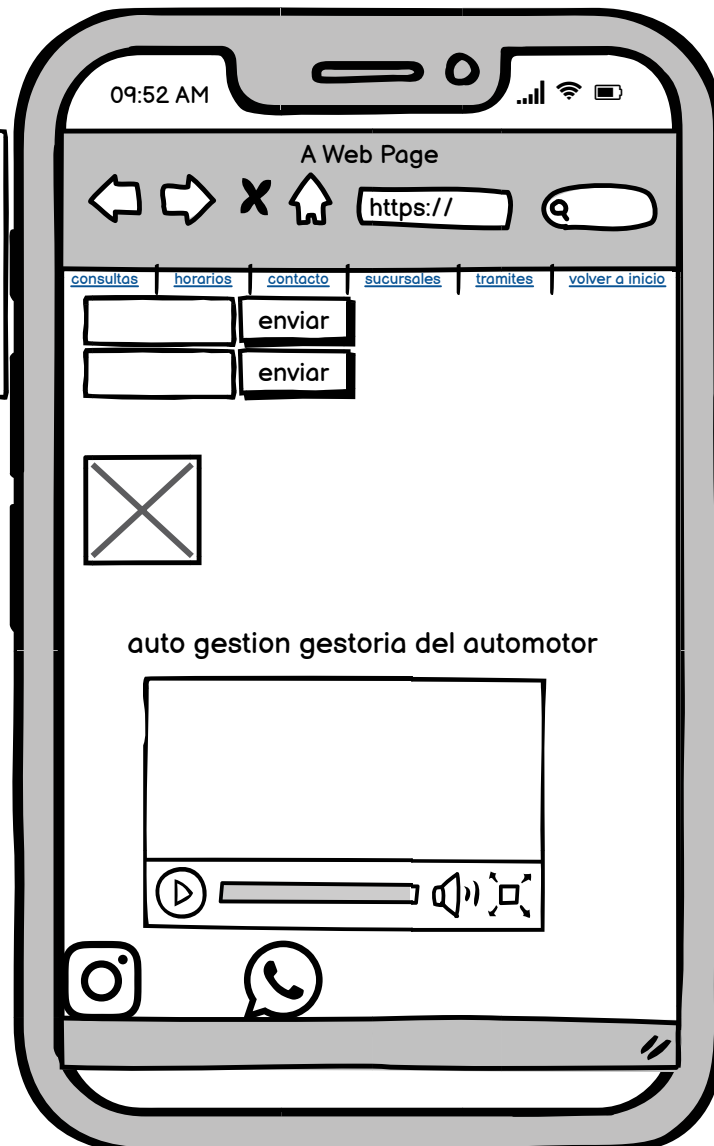 09:52 AM
A Web Page
https://
consultas horarios contacto sucursales tramites volver a inicio
enviar
enviar
auto gestion gestoria del automotor